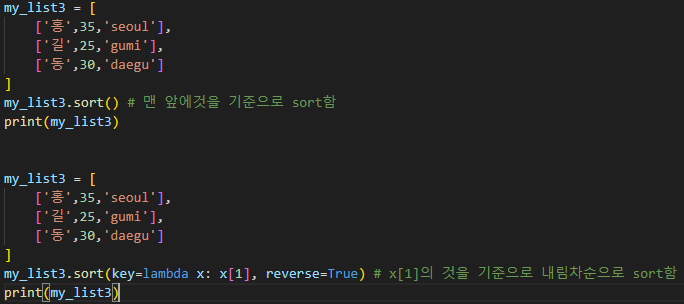 my_list3 = [
    ['홍',35,'seoul'],
    ['길',25,'gumi'],
    ['동',30,'daegu']
]
my_list3.sort() # 맨 앞에것을 기준으로 sort함
print(my_list3)
my_list3 = [
    ['홍',35,'seoul'],
    ['길',25,'gumi'],
    ['동',30,'daegu']
]
my_list3.sort(key=lambda x: x[1], reverse=True) # x[1]의 것을 기준으로 내림차순으로 sort함
print(my_list3)